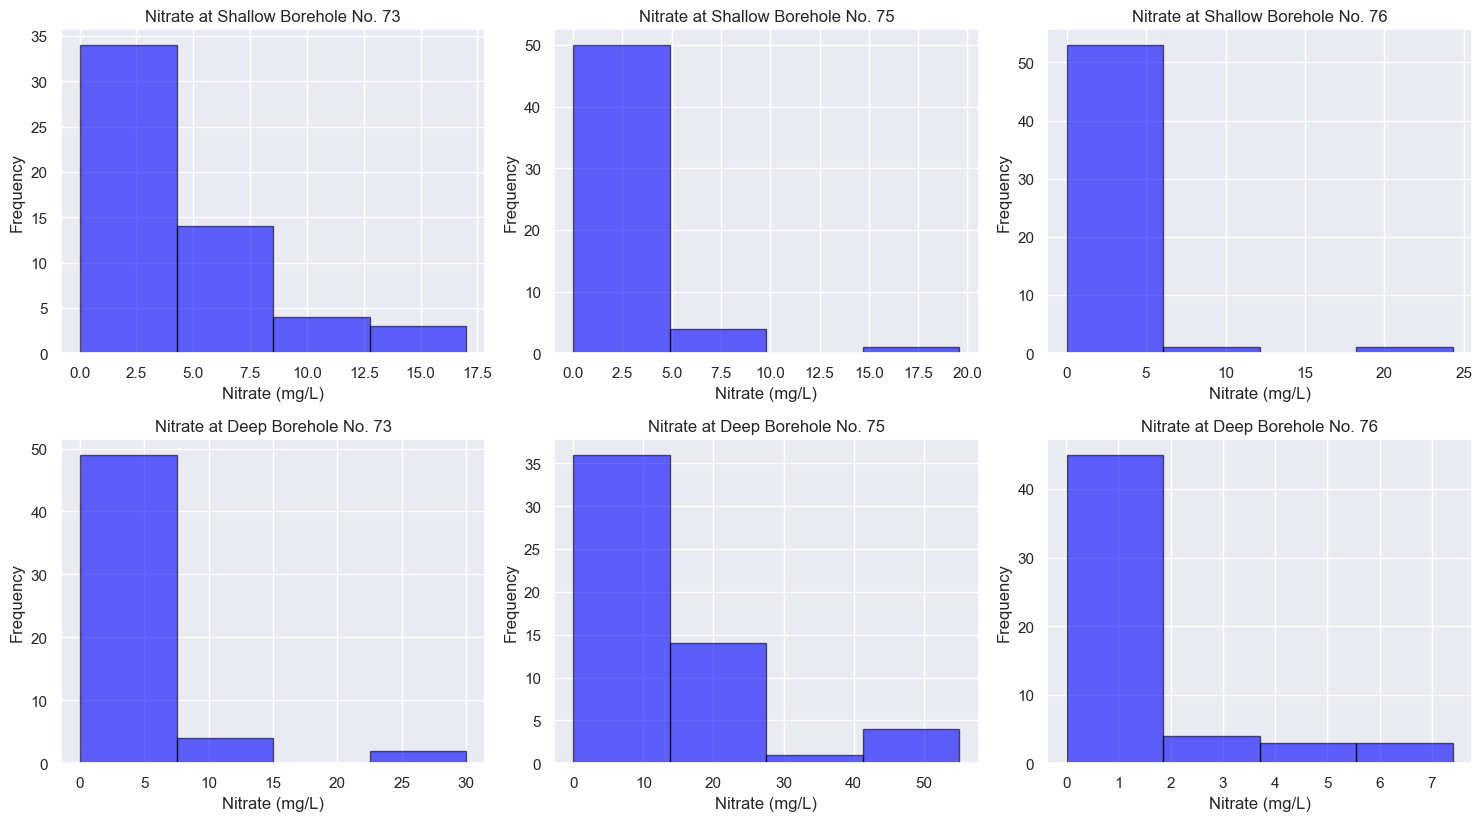 Nitrate at Shallow Borehole No. 73
35
30
25
20
15
10
5
0
Frequency
0.0 2.5 5.0 7.5 10.0 12.5 15.0 17.5
Nitrate (mg/L)
Nitrate at Shallow Borehole No. 75
50
40
30
20
10
0
Frequency
0.0 2.5 5.0 7.5 10.0 12.5 15.0 17.5 20.0
Nitrate (mg/L)
Nitrate at Shallow Borehole No. 76
50
40
30
20
10
0
Frequency
0 5 10 15 20 25
Nitrate (mg/L)
Nitrate at Deep Borehole No. 73
50
40
30
20
10
0
Frequency
0 5 10 15 20 25 30
Nitrate (mg/L)
Nitrate at Deep Borehole No. 75
35
30
25
20
15
10
5
0
Frequency
0 10 20 30 40 50
Nitrate (mg/L)
Nitrate at Deep Borehole No. 76
40
30
20
10
0
Frequency
0 1 2 3 4 5 6 7
Nitrate (mg/L)